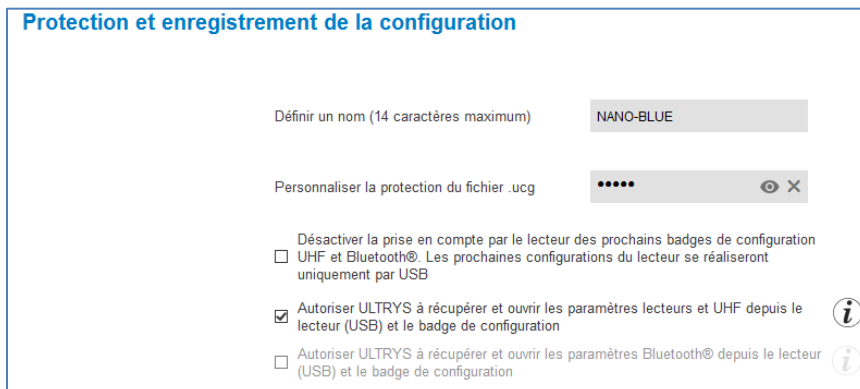 Protection et enregistrement de la configuration
Définir un nom (14 caractères maximum)
NANO-BLUE
Personnaliser la protection du fichier .ucg
•••••
Désactiver la prise en compte par le lecteur des prochains badges de configuration
UHF et Bluetooth®. Les prochaines configurations du lecteur se réaliseront
uniquement par USB
Autoriser ULTRYS à récupérer et ouvrir les paramètres lecteurs et UHF depuis le
lecteur (USB) et le badge de configuration
i
Autoriser ULTRYS à récupérer et ouvrir les paramètres Bluetooth® depuis le lecteur
(USB) et le badge de configuration
i